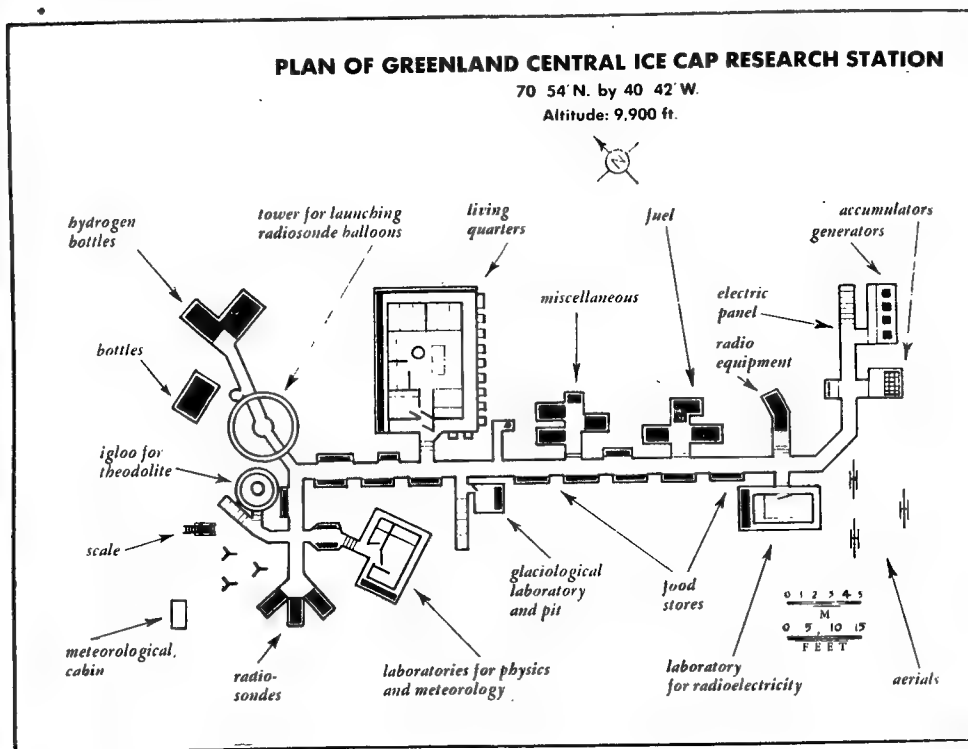 PLAN OF GREENLAND CENTRAL ICE CAP RESEARCH STATION
70 54' N. by 40 42' W.
Altitude: 9,900 ft.
N
hydrogen
bottles
tower for launching
radiosonde balloons
living
quarters
fuel
accumulators
generators
miscellaneous
electric
panel
radio
equipment
bottles
igloo for
theodolite
scale
meteorological
cabin
radio-
sondes
laboratories for physics
and meteorology
glaciological
laboratory
and pit
food
stores
laboratory
for radioelectricity
aerials
0 1 2 3 4 5
M
0 5 10 15
FEET